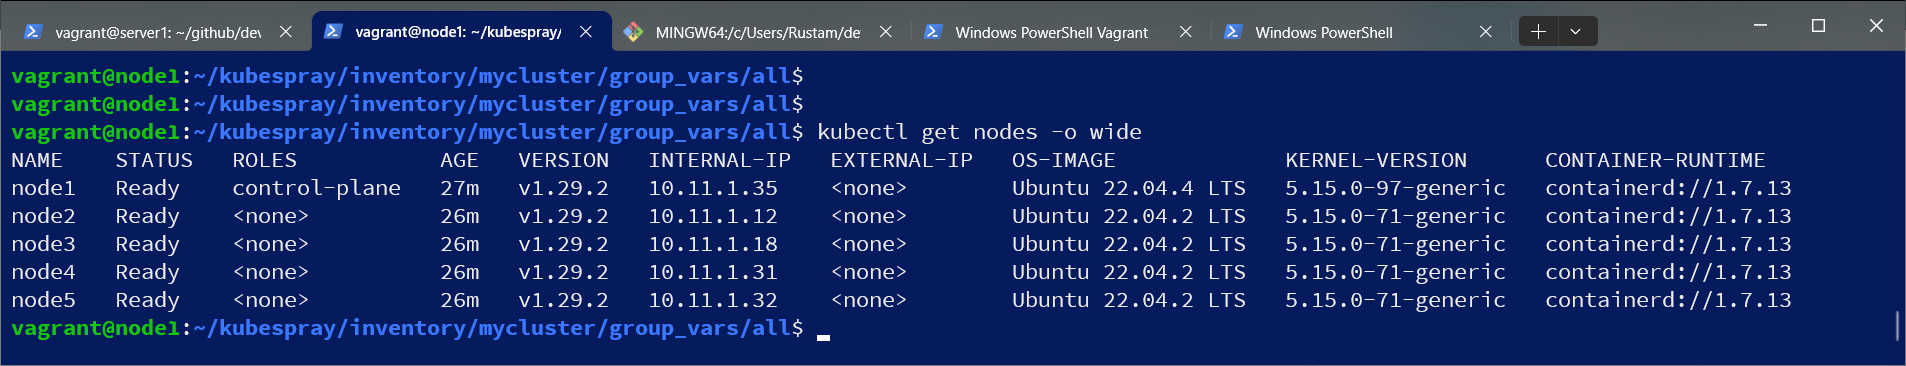 vagrant@server1: ~/github/dev
vagrant@node1: ~/kubespray/
MINGW64:/c/Users/Rustam/de
Windows PowerShell Vagrant
Windows PowerShell
vagrant@node1:~/kubespray/inventory/mycluster/group_vars/all$
vagrant@node1:~/kubespray/inventory/mycluster/group_vars/all$
vagrant@node1:~/kubespray/inventory/mycluster/group_vars/all$ kubectl get nodes -o wide
NAME    STATUS   ROLES           AGE   VERSION   INTERNAL-IP   EXTERNAL-IP   OS-IMAGE             KERNEL-VERSION      CONTAINER-RUNTIME
node1   Ready    control-plane   27m   v1.29.2   10.11.1.35    <none>        Ubuntu 22.04.4 LTS   5.15.0-97-generic   containerd://1.7.13
node2   Ready    <none>          26m   v1.29.2   10.11.1.12    <none>        Ubuntu 22.04.2 LTS   5.15.0-71-generic   containerd://1.7.13
node3   Ready    <none>          26m   v1.29.2   10.11.1.18    <none>        Ubuntu 22.04.2 LTS   5.15.0-71-generic   containerd://1.7.13
node4   Ready    <none>          26m   v1.29.2   10.11.1.31    <none>        Ubuntu 22.04.2 LTS   5.15.0-71-generic   containerd://1.7.13
node5   Ready    <none>          26m   v1.29.2   10.11.1.32    <none>        Ubuntu 22.04.2 LTS   5.15.0-71-generic   containerd://1.7.13
vagrant@node1:~/kubespray/inventory/mycluster/group_vars/all$